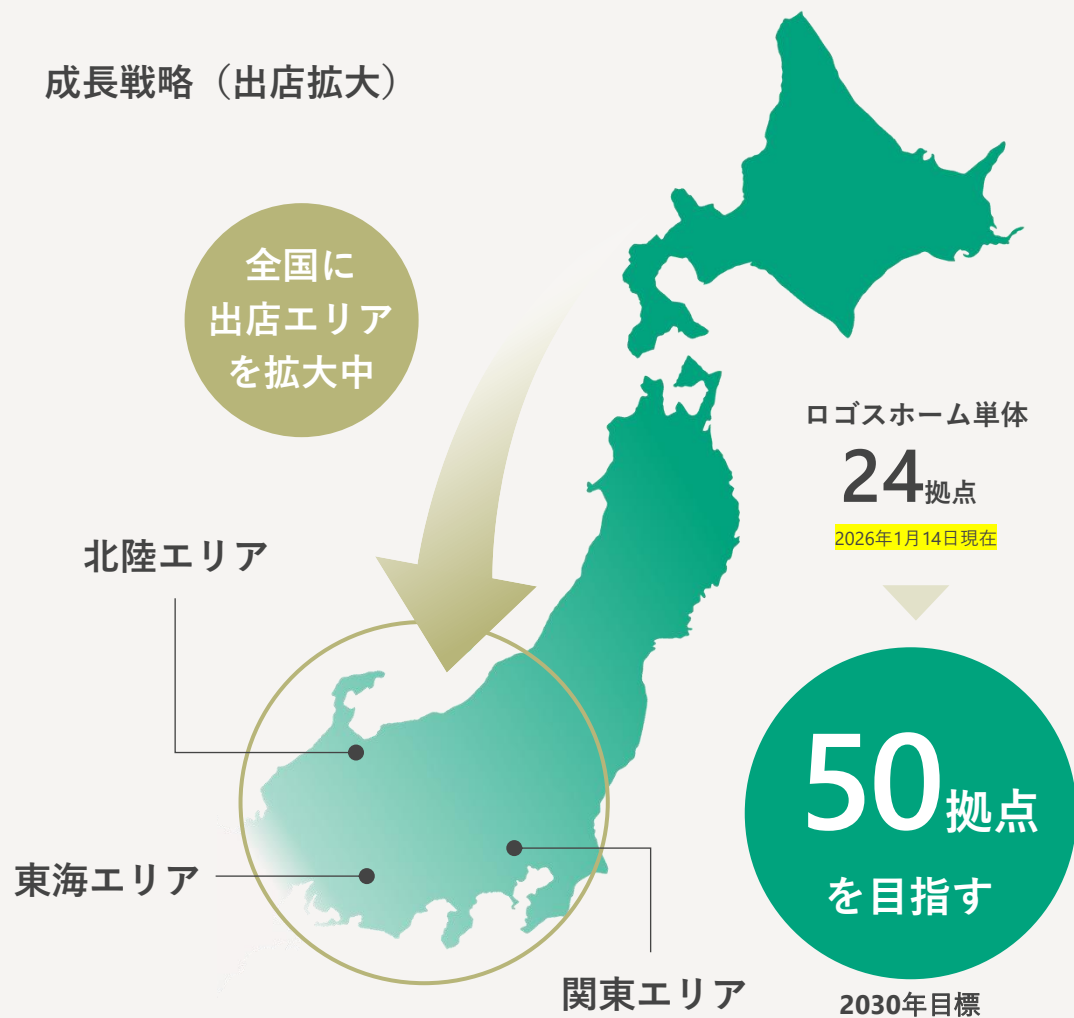 成長戦略（出店拡大）
全国に
出店エリア
を拡大中
ロゴスホーム単体
24拠点
2026年1月14日現在
北陸エリア
50拠点
を目指す
東海エリア
関東エリア
2030年目標